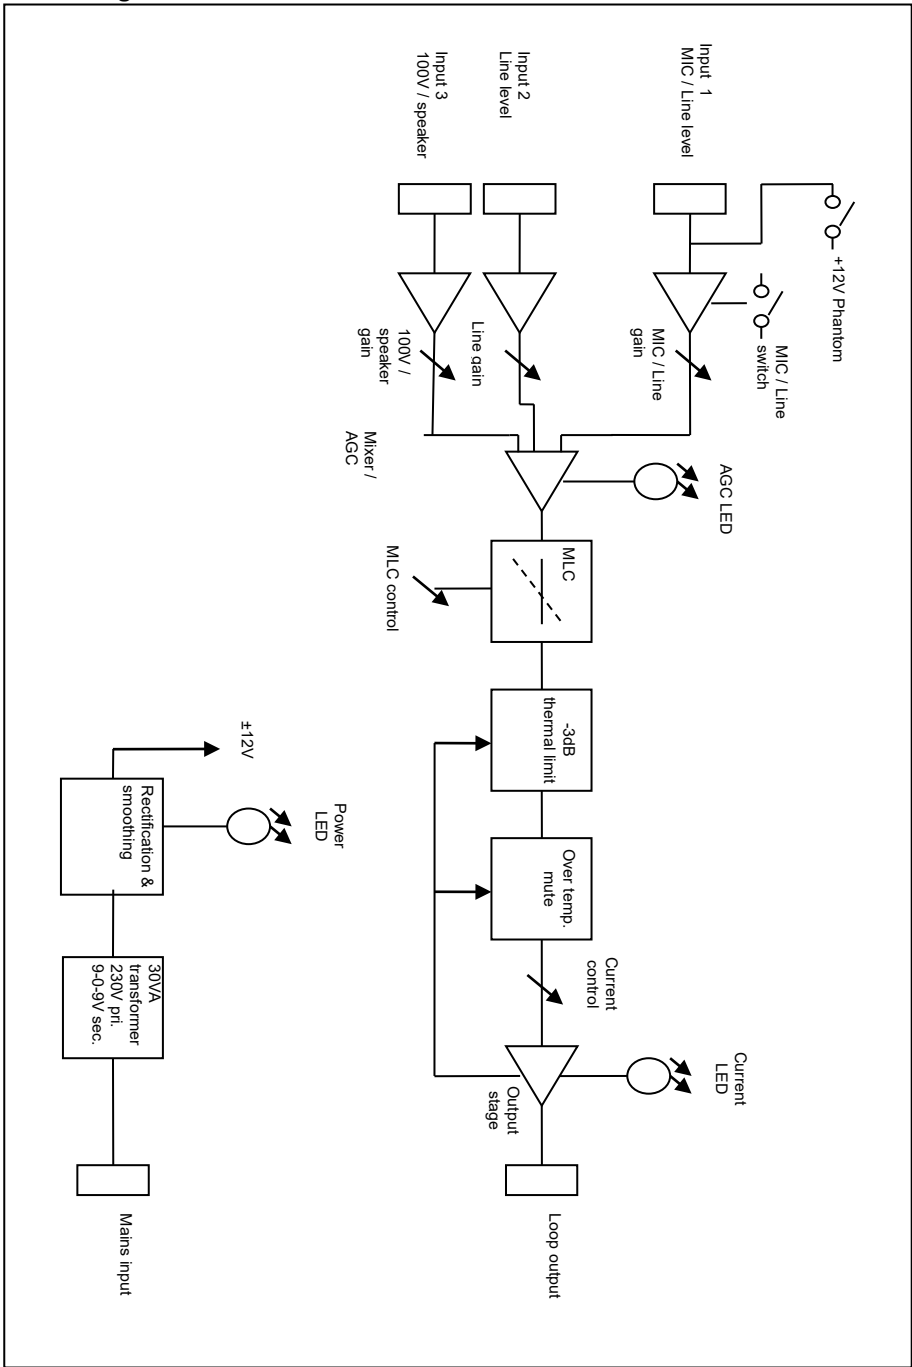 Input  1
MIC / Line level
Input 2
Line level
Input 3
100V / speaker
+12V Phantom
MIC / Line
switch
MIC / Line
gain
Line gain
100V /
speaker
gain
Mixer /
AGC
AGC LED
MLC
MLC control
-3dB
thermal limit
Over temp.
mute
Current
control
Current
LED
Output
stage
Loop output
±12V
Power
LED
Rectification &
smoothing
30VA
transformer
230V pri.
9-0-9V sec.
Mains input